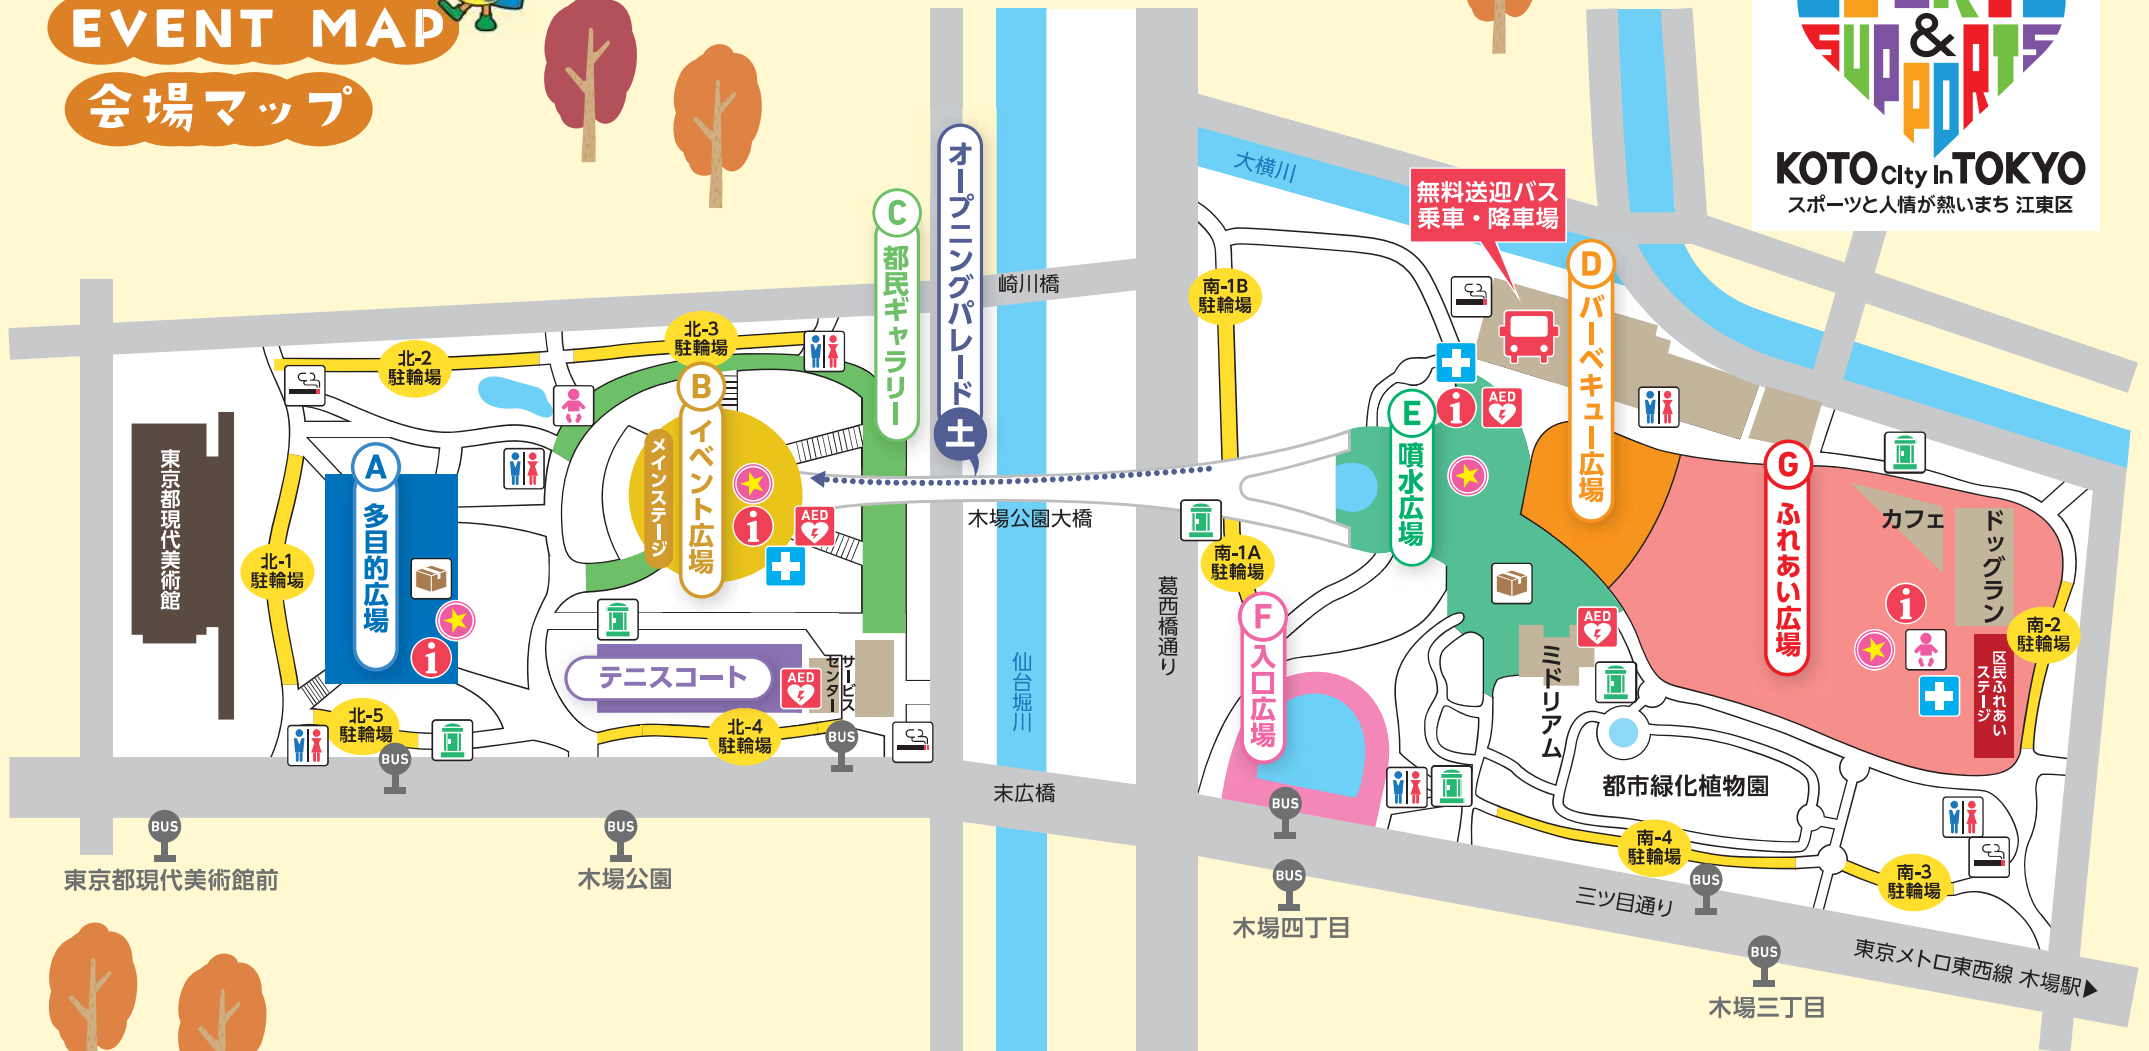 EVENT MAP
会場マップ
SUPPORTS
&
KOTO City In TOKYO
スポーツと人情が熱いまち 江東区
大横川
無料送迎バス
乗車・降車場
C
都民ギャラリー
オープニングパレード
土
崎川橋
南-1B
駐輪場
D
バーベキュー広場
北-3
駐輪場
北-2
駐輪場
B
イベント広場
メインステージ
E
噴水広場
AED
A
多目的広場
東京都現代美術館
北-1
駐輪場
AED
木場公園大橋
南-1A
駐輪場
葛西橋通り
G
ふれあい広場
カフェ
ドッグラン
南-2
駐輪場
区民ふれあい
ステージ
F
入口広場
AED
ミドリアム
テニスコート
AED
サービス
センター
仙台堀川
北-5
駐輪場
BUS
北-4
駐輪場
BUS
末広橋
都市緑化植物園
BUS
東京都現代美術館前
BUS
木場公園
BUS
BUS
木場四丁目
南-4
駐輪場
南-3
駐輪場
三ツ目通り
BUS
BUS
木場三丁目
東京メトロ東西線 木場駅▶